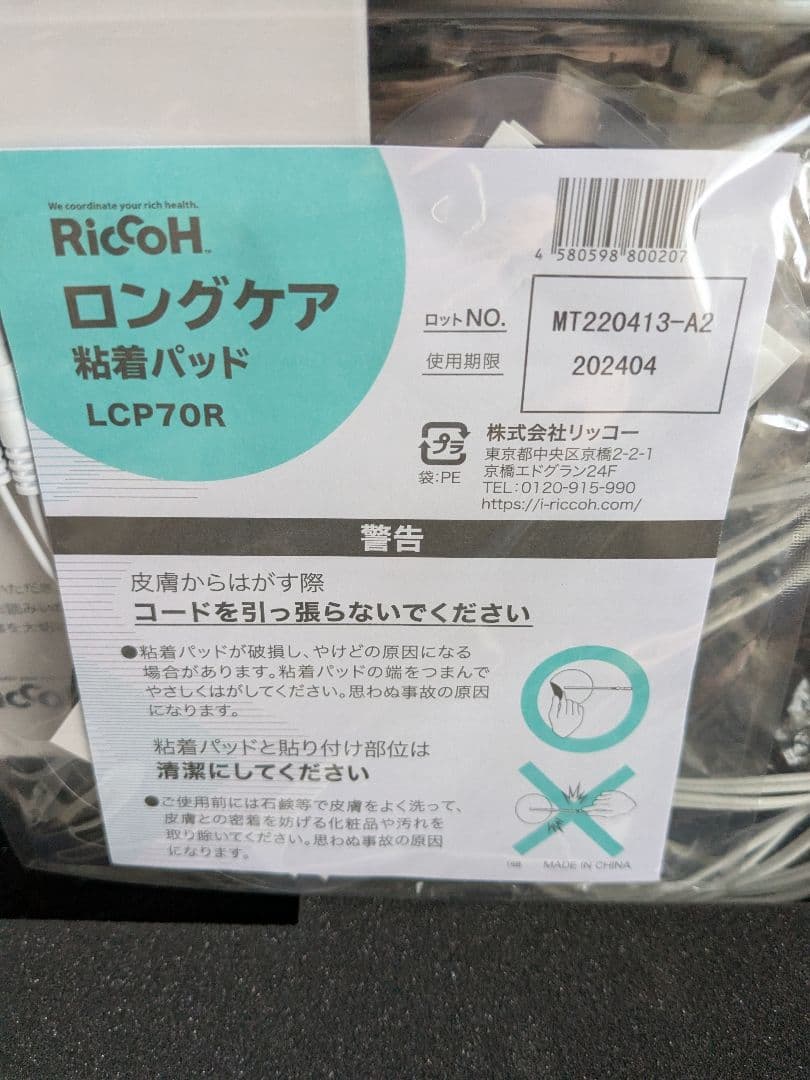 We coordinate your rich health.
RiCCOH™
ロングケア
粘着パッド
LCP70R
4 580598 800207
ロットNO.
MT220413-A2
使用期限
202404
プラ
袋:PE
株式会社リッコー
東京都中央区京橋2-2-1
京橋エドグラン24F
TEL:0120-915-990
https://i-riccoh.com/
警告
皮膚からはがす際
コードを引っ張らないでください
●粘着パッドが破損し、やけどの原因になる
場合があります。粘着パッドの端をつまんで
やさしくはがしてください。思わぬ事故の原因
になります。
粘着パッドと貼り付け部位は
清潔にしてください
●ご使用前には石鹸等で皮膚をよく洗って、
皮膚との密着を妨げる化粧品や汚れを
取り除いてください。思わぬ事故の原因
になります。
MADE IN CHINA